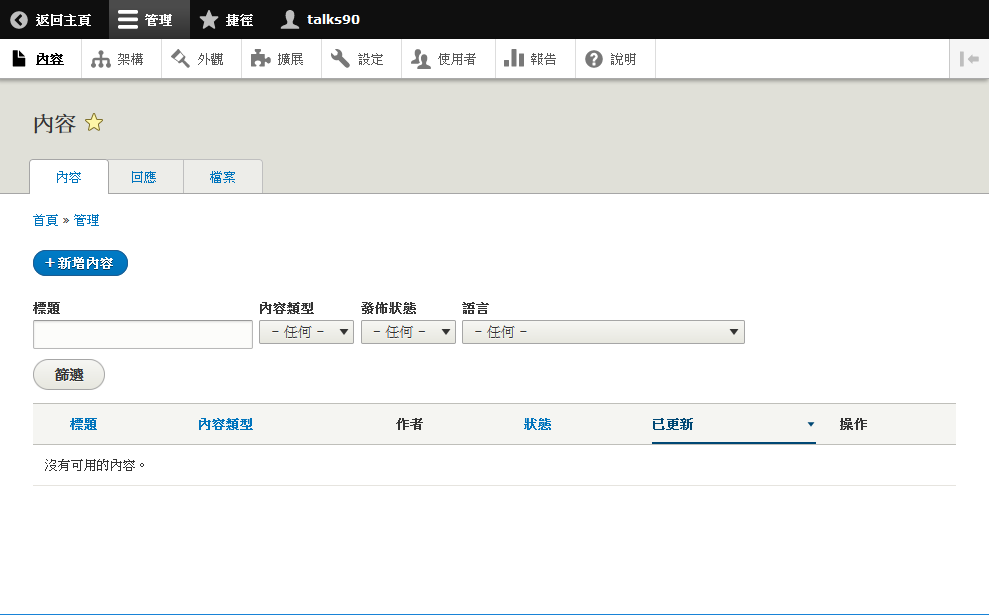 返回主頁 管理 捷徑 talks90
內容 架構 外觀 擴展 設定 使用者 報告 說明
內容
內容 回應 檔案
首頁 » 管理
+新增內容
標題 內容類型 發佈狀態 語言
- 任何 - - 任何 - - 任何 -
篩選
標題 內容類型 作者 狀態 已更新 操作
沒有可用的內容。